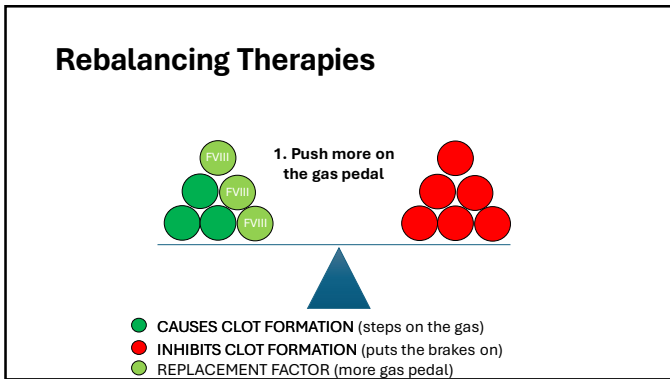 Rebalancing Therapies
FVIII
1. Push more on
the gas pedal
FVIII
FVIII
CAUSES CLOT FORMATION (steps on the gas)
INHIBITS CLOT FORMATION (puts the brakes on)
REPLACEMENT FACTOR (more gas pedal)